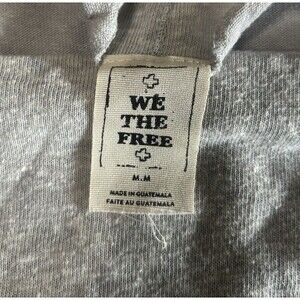 WE
THE
FREE
M.M
MADE IN GUATEMALA
FAITE AU GUATEMALA